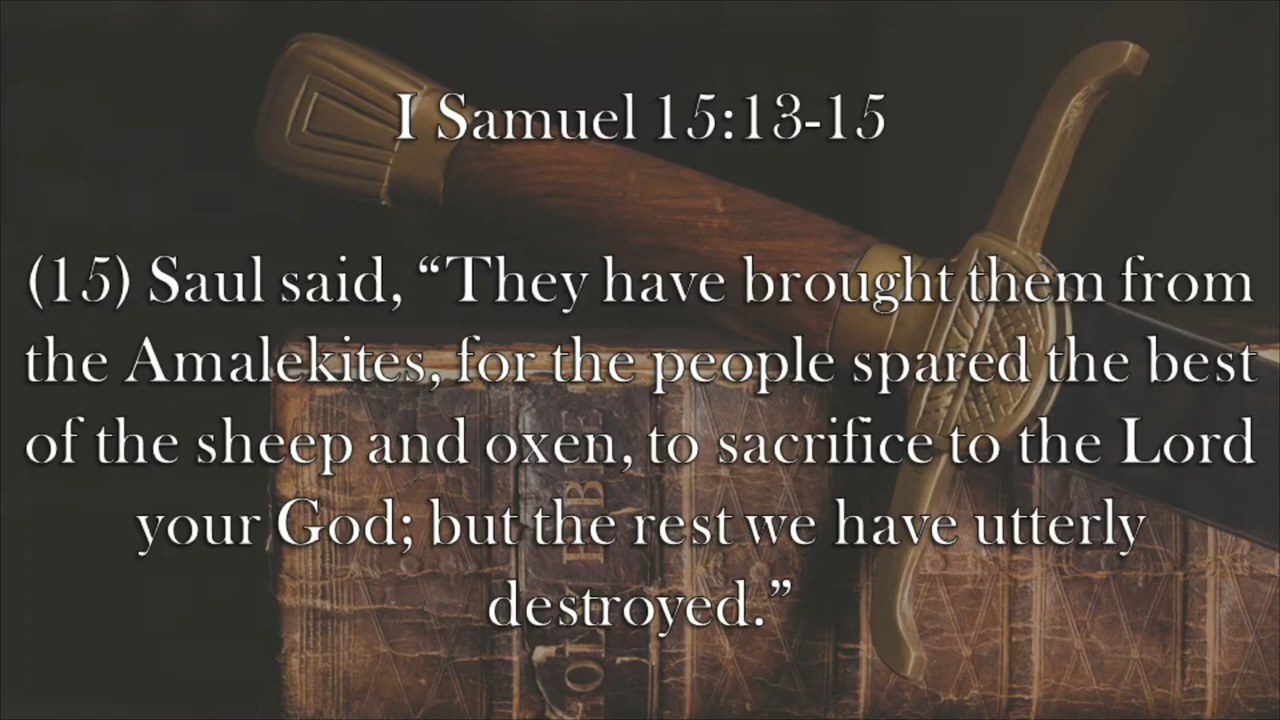 I Samuel 15:13-15
(15) Saul said, “They have brought them from
the Amalekites, for the people spared the best
of the sheep and oxen, to sacrifice to the Lord
your God; but the rest we have utterly
destroyed.”